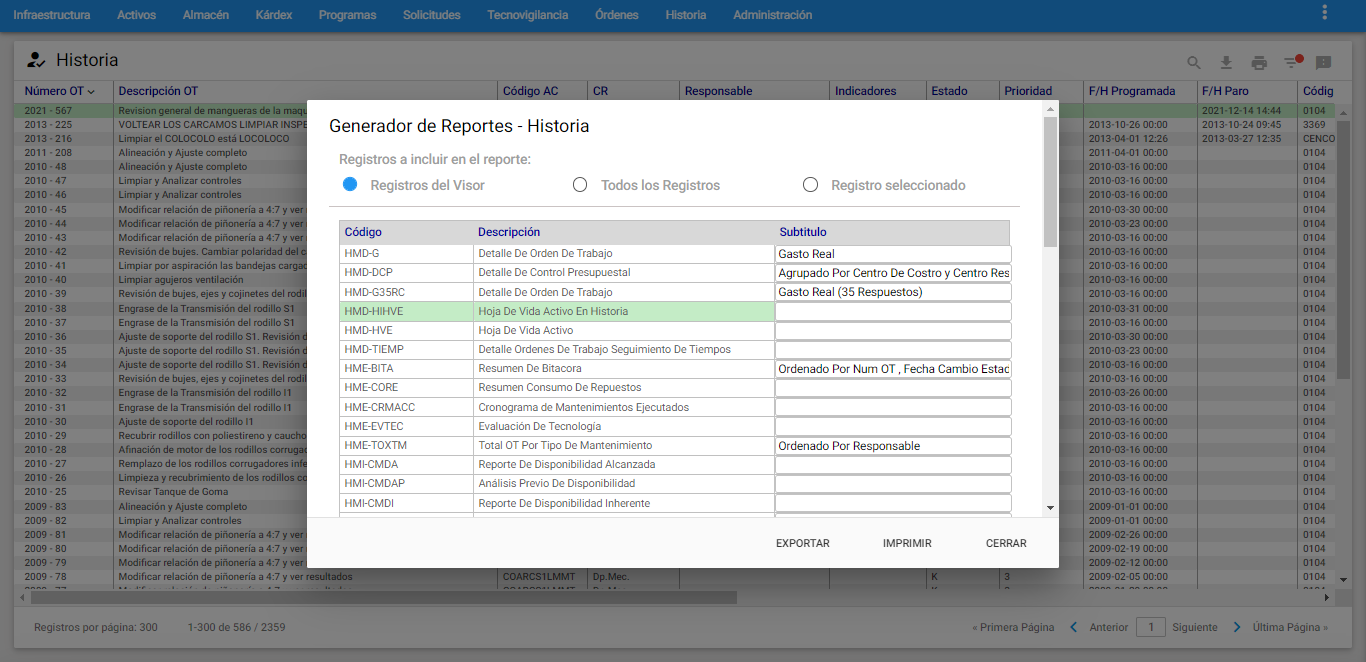 Infraestructura Activos Almacén Kárdex Programas Solicitudes Tecnovigilancia Órdenes Historia Administración
Historia
Número OT Descripción OT Código AC CR Responsable Indicadores Estado Prioridad F/H Programada F/H Paro Códig
2021 - 567 Revision general de mangueras de la maqu 2021-12-14 14:44 0104
2013 - 225 VOLTEAR LOS CARCAMOS LIMPIAR INSPE 2013-10-26 00:00 2013-10-24 09:45 3369
2013 - 216 Limpiar el COLOCOLO está LOCOLOCO 2013-04-01 12:26 2013-03-27 12:35 CENCO
2011 - 208 Alineación y Ajuste completo 2011-04-01 00:00 0104
2010 - 48 Alineación y Ajuste completo 2010-03-16 00:00 0104
2010 - 47 Limpiar y Analizar controles 2010-03-16 00:00 0104
2010 - 46 Limpiar y Analizar controles 2010-03-16 00:00 0104
2010 - 45 Modificar relación de piñonería a 4:7 y ver 2010-03-30 00:00 0104
2010 - 44 Modificar relación de piñonería a 4:7 y ver 2010-03-23 00:00 0104
2010 - 43 Modificar relación de piñonería a 4:7 y ver 2010-03-16 00:00 0104
2010 - 42 Revisión de bujes. Cambiar polaridad del c 2010-03-16 00:00 0104
2010 - 41 Limpiar por aspiración las bandejas cargad 2010-03-16 00:00 0104
2010 - 40 Limpiar agujeros ventilación 2010-03-16 00:00 0104
2010 - 39 Revisión de bujes, ejes y cojinetes del rodil 2010-03-16 00:00 0104
2010 - 38 Engrase de la Transmisión del rodillo S1 2010-03-31 00:00 0104
2010 - 37 Engrase de la Transmisión del rodillo S1 2010-03-16 00:00 0104
2010 - 36 Ajuste de soporte del rodillo S1. Revisión d 2010-03-30 00:00 0104
2010 - 35 Ajuste de soporte del rodillo S1. Revisión d 2010-03-23 00:00 0104
2010 - 34 Ajuste de soporte del rodillo S1. Revisión d 2010-03-16 00:00 0104
2010 - 33 Revisión de bujes, ejes y cojinetes del rodil 2010-03-16 00:00 0104
2010 - 32 Engrase de la Transmisión del rodillo I1 2010-03-26 00:00 0104
2010 - 31 Engrase de la Transmisión del rodillo I1 2010-03-16 00:00 0104
2010 - 30 Ajuste de soporte del rodillo I1 2010-03-16 00:00 0104
2010 - 29 Recubrir rodillos con poliestireno y caucho 2010-03-16 00:00 0104
2010 - 28 Afinación de motor de los rodillos corrugad 2010-03-16 00:00 0104
2010 - 27 Remplazo de los rodillos corrugadores infe 2010-03-16 00:00 0104
2010 - 26 Limpieza y recubrimiento de los rodillos co 2010-03-16 00:00 0104
2010 - 25 Revisar Tanque de Goma 2010-03-16 00:00 0104
2009 - 83 Alineación y Ajuste completo 2009-01-01 00:00 0104
2009 - 82 Limpiar y Analizar controles 2009-01-01 00:00 0104
2009 - 81 Modificar relación de piñonería a 4:7 y ver 2009-02-26 00:00 0104
2009 - 80 Modificar relación de piñonería a 4:7 y ver 2009-02-19 00:00 0104
2009 - 79 Modificar relación de piñonería a 4:7 y ver 2009-02-12 00:00 0104
2009 - 78 Modificar relación de piñonería a 4:7 y ver resultados COARCS1LMMT Dp.Mec. K 3 2009-02-05 00:00 0104
Generador de Reportes - Historia
Registros a incluir en el reporte:
Registros del Visor Todos los Registros Registro seleccionado
Código Descripción Subtitulo
HMD-G Detalle De Orden De Trabajo Gasto Real
HMD-DCP Detalle De Control Presupuestal Agrupado Por Centro De Costro y Centro Res
HMD-G35RC Detalle De Orden De Trabajo Gasto Real (35 Respuestos)
HMD-HIHVE Hoja De Vida Activo En Historia
HMD-HVE Hoja De Vida Activo
HMD-TIEMP Detalle Ordenes De Trabajo Seguimiento De Tiempos
HME-BITA Resumen De Bitacora Ordenado Por Num OT , Fecha Cambio Estad
HME-CORE Resumen Consumo De Repuestos
HME-CRMACC Cronograma de Mantenimientos Ejecutados
HME-EVTEC Evaluación De Tecnología
HME-TOXTM Total OT Por Tipo De Mantenimiento Ordenado Por Responsable
HMI-CMDA Reporte De Disponibilidad Alcanzada
HMI-CMDAP Análisis Previo De Disponibilidad
HMI-CMDI Reporte De Disponibilidad Inherente
EXPORTAR IMPRIMIR CERRAR
Registros por página: 300 1-300 de 586 / 2359 « Primera Página Anterior 1 Siguiente Última Página »